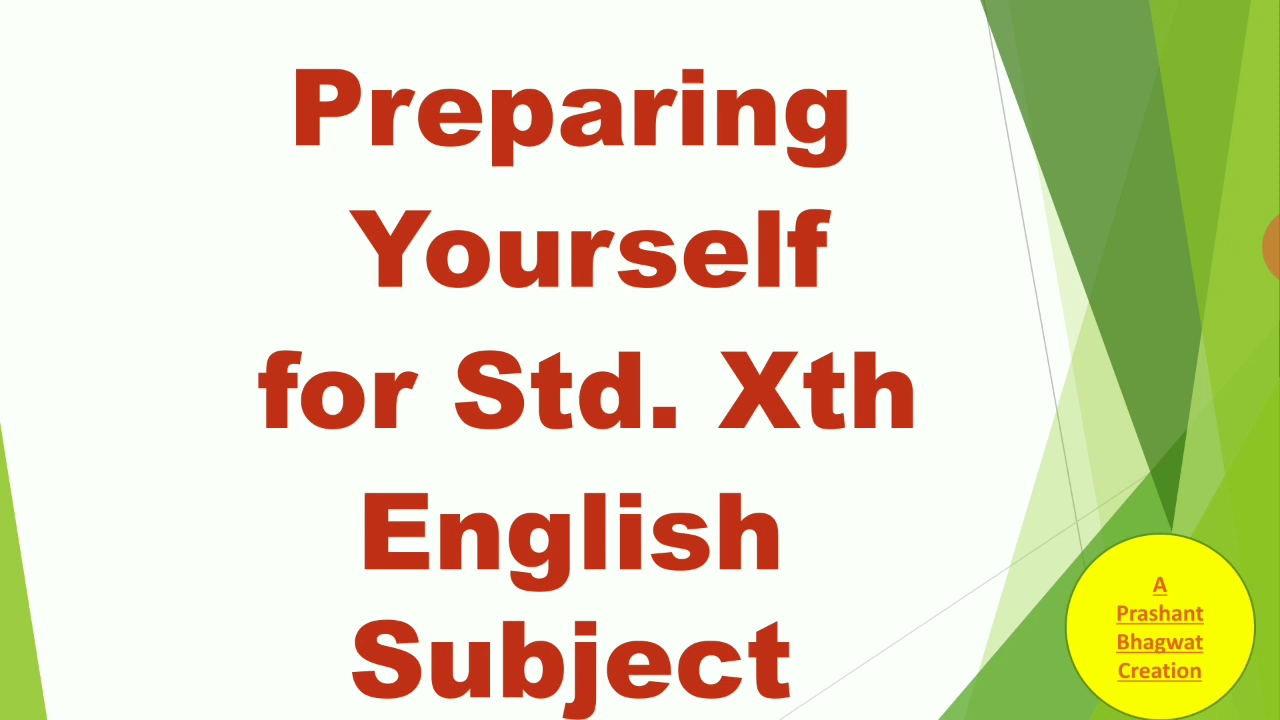 Preparing
Yourself
for Std. Xth
English
Subject
A
Prashant
Bhagwat
Creation